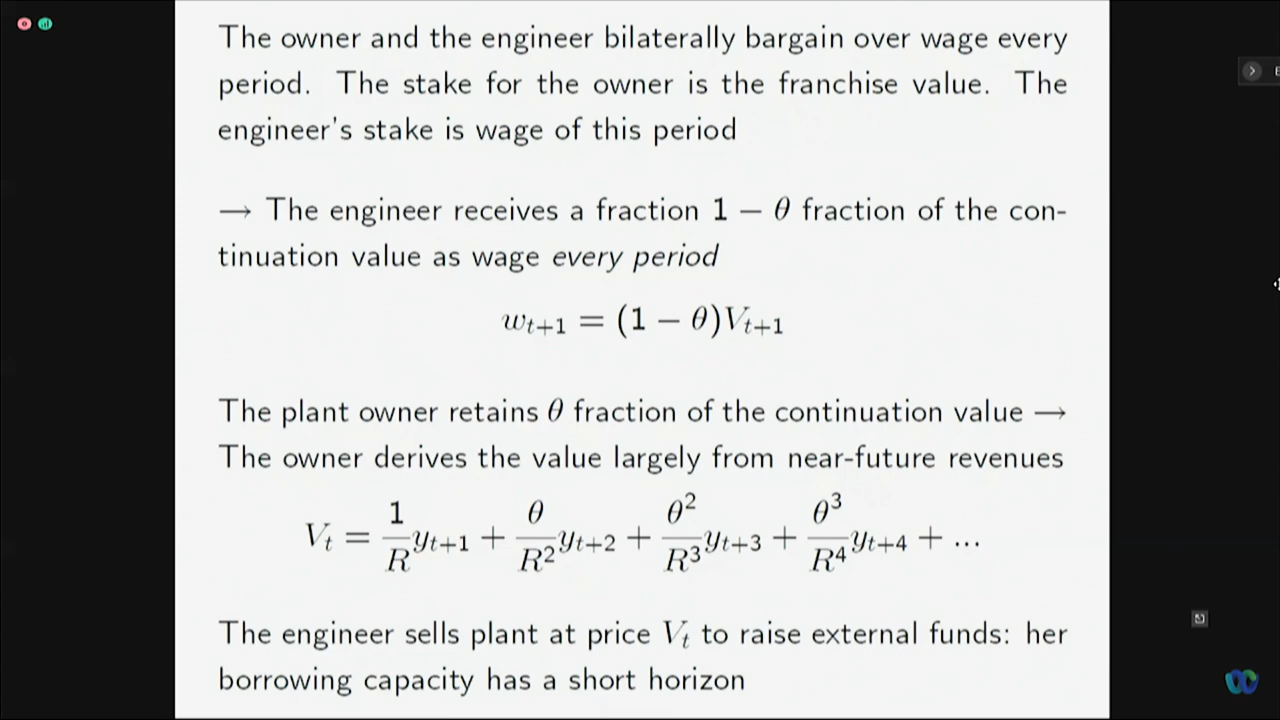 The owner and the engineer bilaterally bargain over wage every
period. The stake for the owner is the franchise value. The
engineer's stake is wage of this period
→ The engineer receives a fraction 1 − θ fraction of the con-
tinuation value as wage every period
w_{t+1} = (1 − θ)V_{t+1}
The plant owner retains θ fraction of the continuation value →
The owner derives the value largely from near-future revenues
V_t = \frac{1}{R}y_{t+1} + \frac{θ}{R^2}y_{t+2} + \frac{θ^2}{R^3}y_{t+3} + \frac{θ^3}{R^4}y_{t+4} + ...
The engineer sells plant at price V_t to raise external funds: her
borrowing capacity has a short horizon